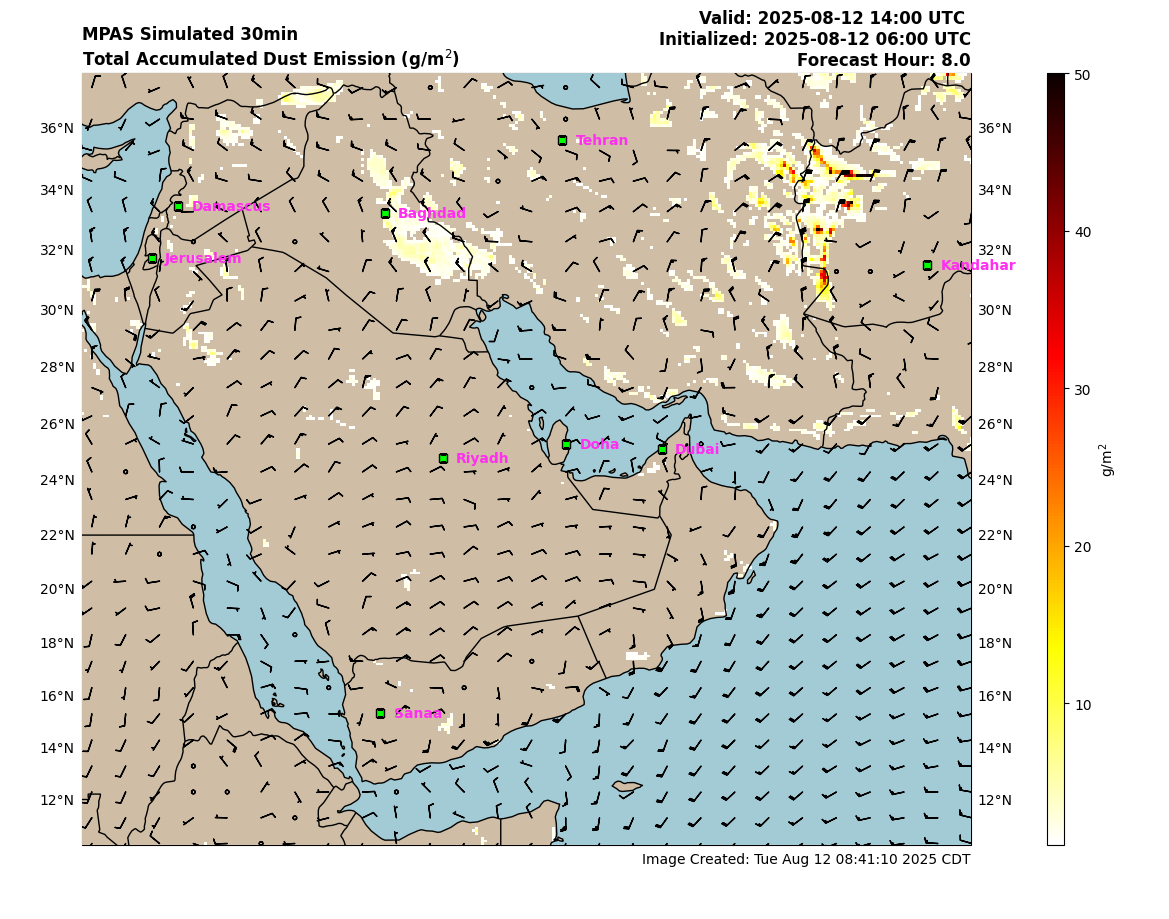 MPAS Simulated 30min
Total Accumulated Dust Emission (g/m²)
Valid: 2025-08-12 14:00 UTC
Initialized: 2025-08-12 06:00 UTC
Forecast Hour: 8.0
36°N
34°N
32°N
30°N
28°N
26°N
24°N
22°N
20°N
18°N
16°N
14°N
12°N
Tehran
Damascus
Baghdad
Jerusalem
Kandahar
Doha
Dubai
Riyadh
Sanaa
36°N
34°N
32°N
30°N
28°N
26°N
24°N
22°N
20°N
18°N
16°N
14°N
12°N
50
40
30
20
10
g/m²
Image Created: Tue Aug 12 08:41:10 2025 CDT